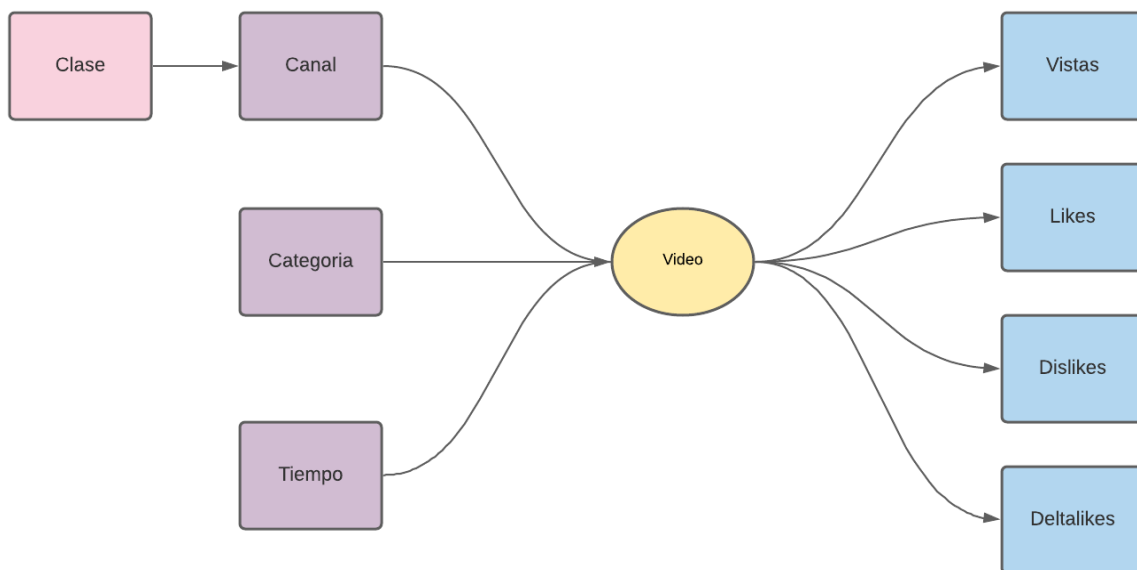 Clase
Canal
Vistas
Likes
Categoria
Video
Dislikes
Tiempo
Deltalikes